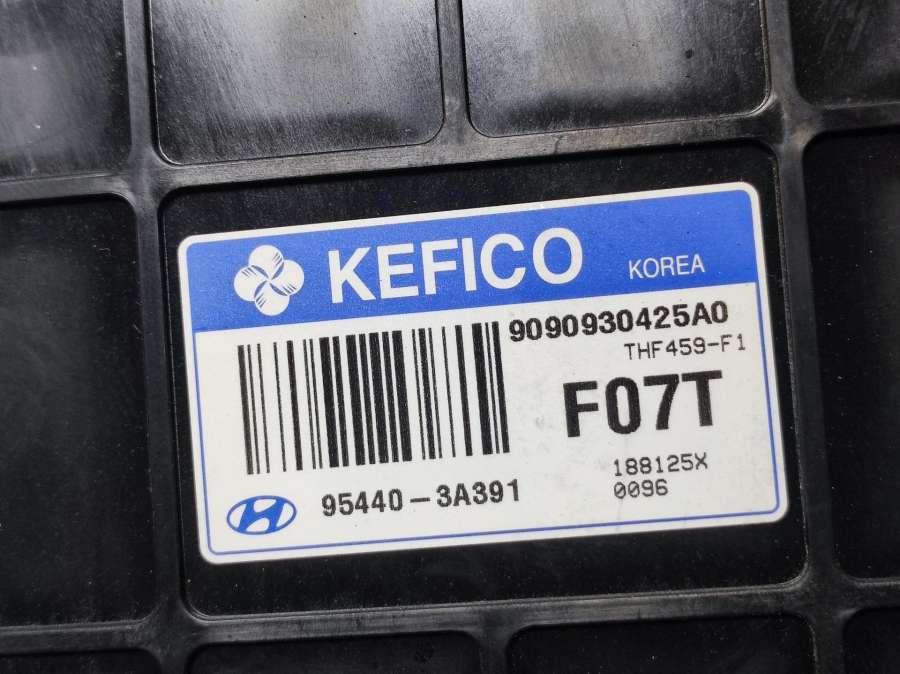 KEFICO KOREA
9090930425A0
THF459-F1
F07T
188125X
0096
95440-3A391